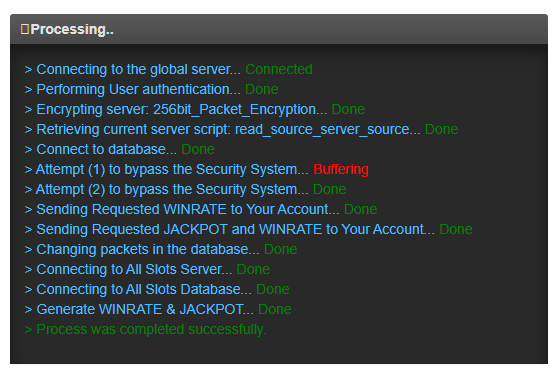 Processing..
> Connecting to the global server... Connected
> Performing User authentication... Done
> Encrypting server: 256bit_Packet_Encryption... Done
> Retrieving current server script: read_source_server_source... Done
> Connect to database... Done
> Attempt (1) to bypass the Security System... Buffering
> Attempt (2) to bypass the Security System... Done
> Sending Requested WINRATE to Your Account... Done
> Sending Requested JACKPOT and WINRATE to Your Account... Done
> Changing packets in the database... Done
> Connecting to All Slots Server... Done
> Connecting to All Slots Database... Done
> Generate WINRATE & JACKPOT... Done
> Process was completed successfully.